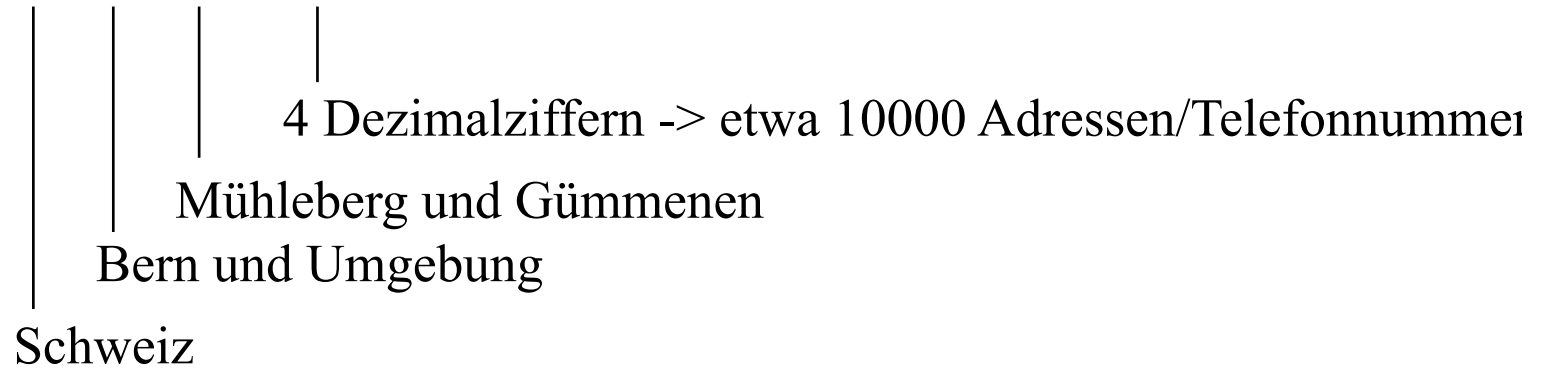 4 Dezimalziffern -> etwa 10000 Adressen/Telefonnummer
Mühleberg und Gümmenen
Bern und Umgebung
Schweiz